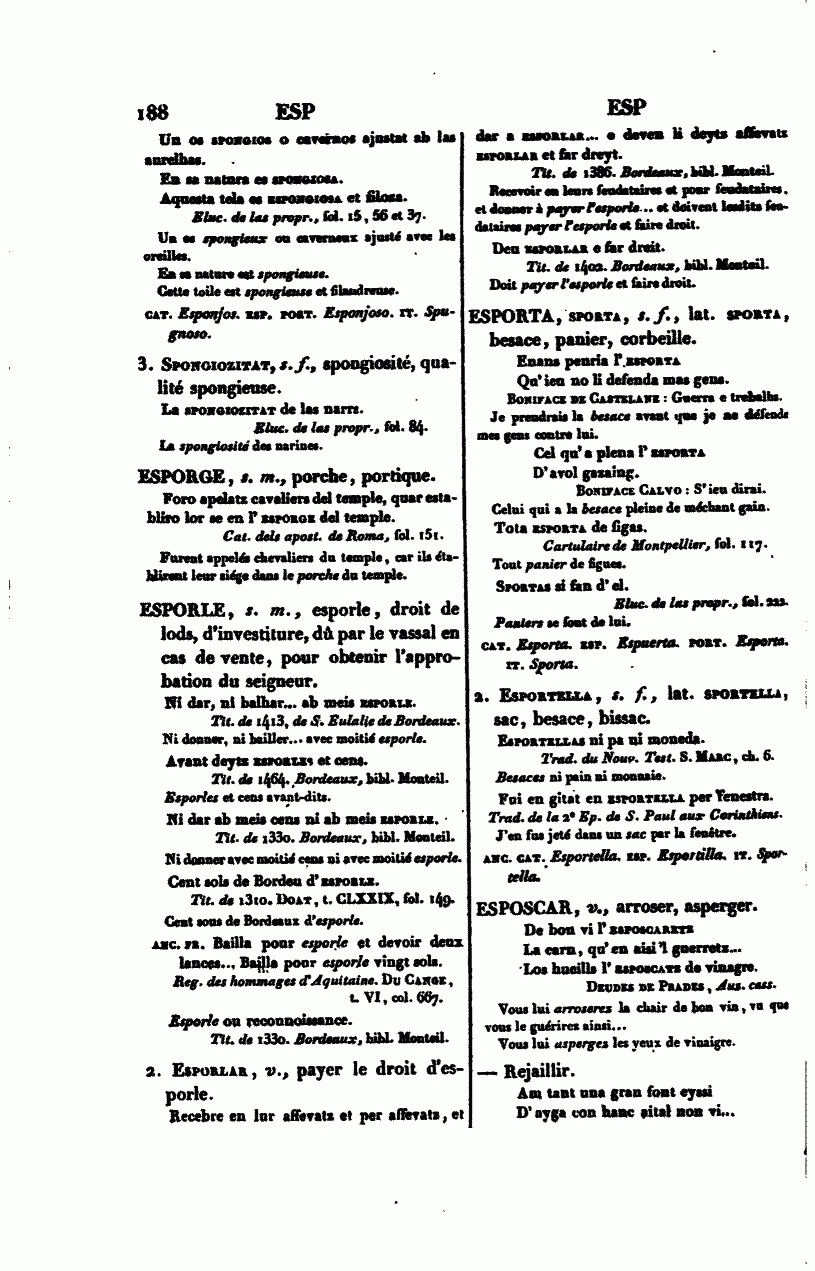 188 ESP
Un os SPONGIOS o cavernos ajustat ab las
aurelhas.
En sa natura es SPONGIOSA.
Aquesta tela es ESPONGIOSA et filosa.
Eluc. de las propr., fol. 15, 56 et 37.
Un os spongieux ou caverneux ajusté avec les
oreilles.
En sa nature est spongieuse.
Cette toile est spongieuse et filandreuse.
CAT. Esponjos. ESP. PORT. Esponjoso. IT. Spu-
gnoso.
3. SPONGIOZITAT, s. f., spongiosité, qua-
lité spongieuse.
La SPONGIOZITAT de las narrs.
Eluc. de las propr., fol. 84.
La spongiosité des narines.
ESPORGE, s. m., porche, portique.
Foro apelatz cavaliers del temple, quar esta-
bliro lor se en l' ESPORGE del temple.
Cat. dels apost. de Roma, fol. 151.
Furent appelés chevaliers du temple, car ils éta-
blirent leur siége dans le porche du temple.
ESPORLE, s. m., esporle, droit de
lods, d'investiture, dû par le vassal en
cas de vente, pour obtenir l'appro-
bation du seigneur.
Ni dar, ni balhar... ab meis ESPORLE.
Tit. de 1413, de S. Eulalie de Bordeaux.
Ni donner, ni bailler... avec moitié esporle.
Avant deytz ESPORLES et cens.
Tit. de 1464. Bordeaux, bibl. Monteil.
Esporles et cens avant-dits.
Ni dar ab meis cens ni ab meis ESPORLE.
Tit. de 1330. Bordeaux, bibl. Monteil.
Ni donner avec moitié cens ni avec moitié esporle.
Cent sols de Bordeu d' ESPORLE.
Tit. de 1310. DOAT, t. CLXXIX, fol. 149.
Cent sous de Bordeaux d'esporle.
ANC. FR. Bailla pour esporle et devoir deux
lances... Bailla pour esporle vingt sols.
Reg. des hommages d'Aquitaine. DU CANGE,
t. VI, col. 667.
Esporle ou reconnoissance.
Tit. de 1330. Bordeaux, bibl. Monteil.
2. ESPORLAR, v., payer le droit d'es-
porle.
Recebre en lur affevatz et per affevatz, et
ESP
dar a ESPORLAR... e deven li deytz affevatz
ESPORLAR et far dreyt.
Tit. de 1386. Bordeaux, bibl. Monteil.
Recevoir en leurs feudataires et pour feudataires,
et donner à payer l'esporle... et doivent lesdits feu-
dataires payer l'esporle et faire droit.
Deu ESPORLAR e far dreit.
Tit. de 1402. Bordeaux, bibl. Monteil.
Doit payer l'esporle et faire droit.
ESPORTA, SPORTA, s. f., lat. SPORTA,
besace, panier, corbeille.
Enans penria l' ESPORTA
Qu' ieu no li defenda mas gens.
BONIFACE DE CASTELANE : Guerra e trebalhs.
Je prendrais la besace avant que je ne défende
mes gens contre lui.
Cel qu' a plena l' ESPORTA
D' avol gazaing.
BONIFACE CALVO : S' ieu dirai.
Celui qui a la besace pleine de méchant gain.
Tota ESPORTA de figas.
Cartulaire de Montpellier, fol. 117.
Tout panier de figues.
SPORTAS si fan d' el.
Eluc. de las propr., fol. 222.
Paniers se font de lui.
CAT. Esporta. ESP. Espuerta. PORT. Esporta.
IT. Sporta.
2. ESPORTELLA, s. f., lat. SPORTELLA,
sac, besace, bissac.
ESPORTELLAS ni pa ni moneda.
Trad. du Nouv. Test. S. MARC, ch. 6.
Besaces ni pain ni monnaie.
Fui en gitat en ESPORTELLA per fenestra.
Trad. de la 2e Ep. de S. Paul aux Corinthiens.
J'en fus jeté dans un sac par la fenêtre.
ANC. CAT. Esportella. ESP. Esportilla. IT. Spor-
tella.
ESPOSCAR, v., arroser, asperger.
De bon vi l' ESPOSCARETZ
La carn, qu' en aisi 'l guerretz...
Los hueills l' ESPOSCATZ de vinagre.
DEUDES DE PRADES, Aus. cass.
Vous lui arroserez la chair de bon vin, vu que
vous le guérirez ainsi...
Vous lui asperges les yeux de vinaigre.
— Rejaillir.
Am tant una gran font eyssi
D' ayga con hanc aital non vi...